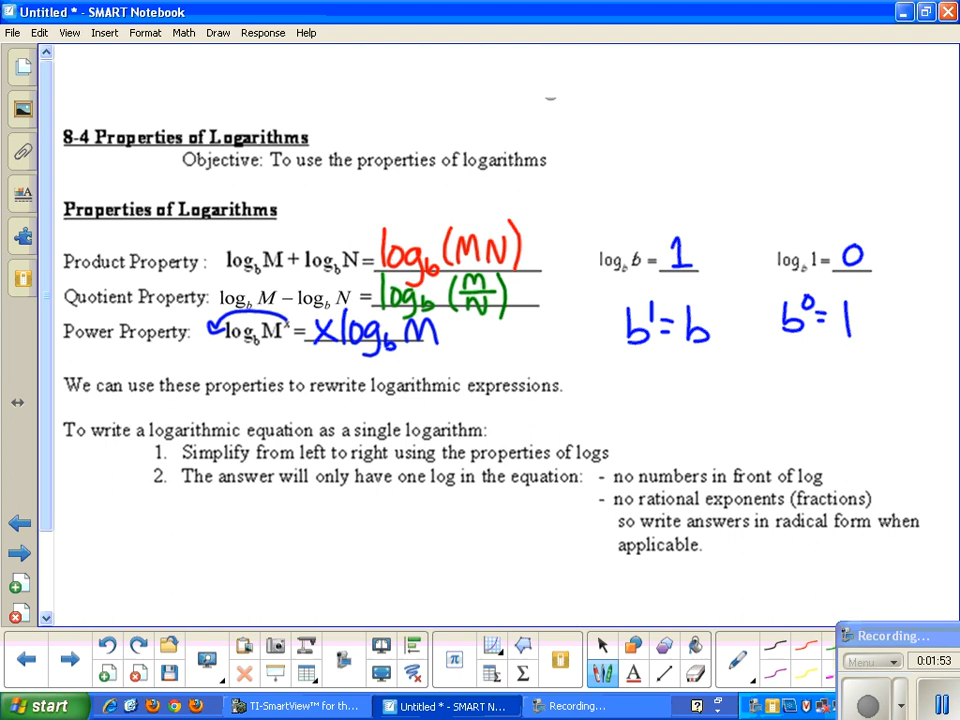 Untitled * - SMART Notebook
File Edit View Insert Format Math Draw Response Help
8-4 Properties of Logarithms
Objective: To use the properties of logarithms
Properties of Logarithms
Product Property : log_b M + log_b N = log_b (MN)
log_b b = 1
log_b 1 = 0
Quotient Property: log_b M – log_b N = log_b (M/N)
Power Property: log_b M^x = x log_b M
b^1 = b
b^0 = 1
We can use these properties to rewrite logarithmic expressions.
To write a logarithmic equation as a single logarithm:
1. Simplify from left to right using the properties of logs
2. The answer will only have one log in the equation: - no numbers in front of log
- no rational exponents (fractions)
so write answers in radical form when
applicable.
Recording...
Menu
0:01:53
start
TI-SmartView™ for th...
Untitled * - SMART N...
Recording...